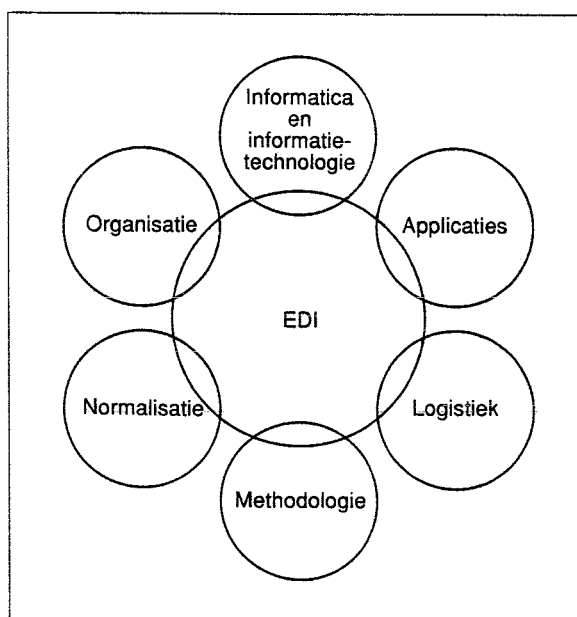 Informatica
en
informatie-
technologie
Organisatie
Applicaties
EDI
Normalisatie
Logistiek
Methodologie